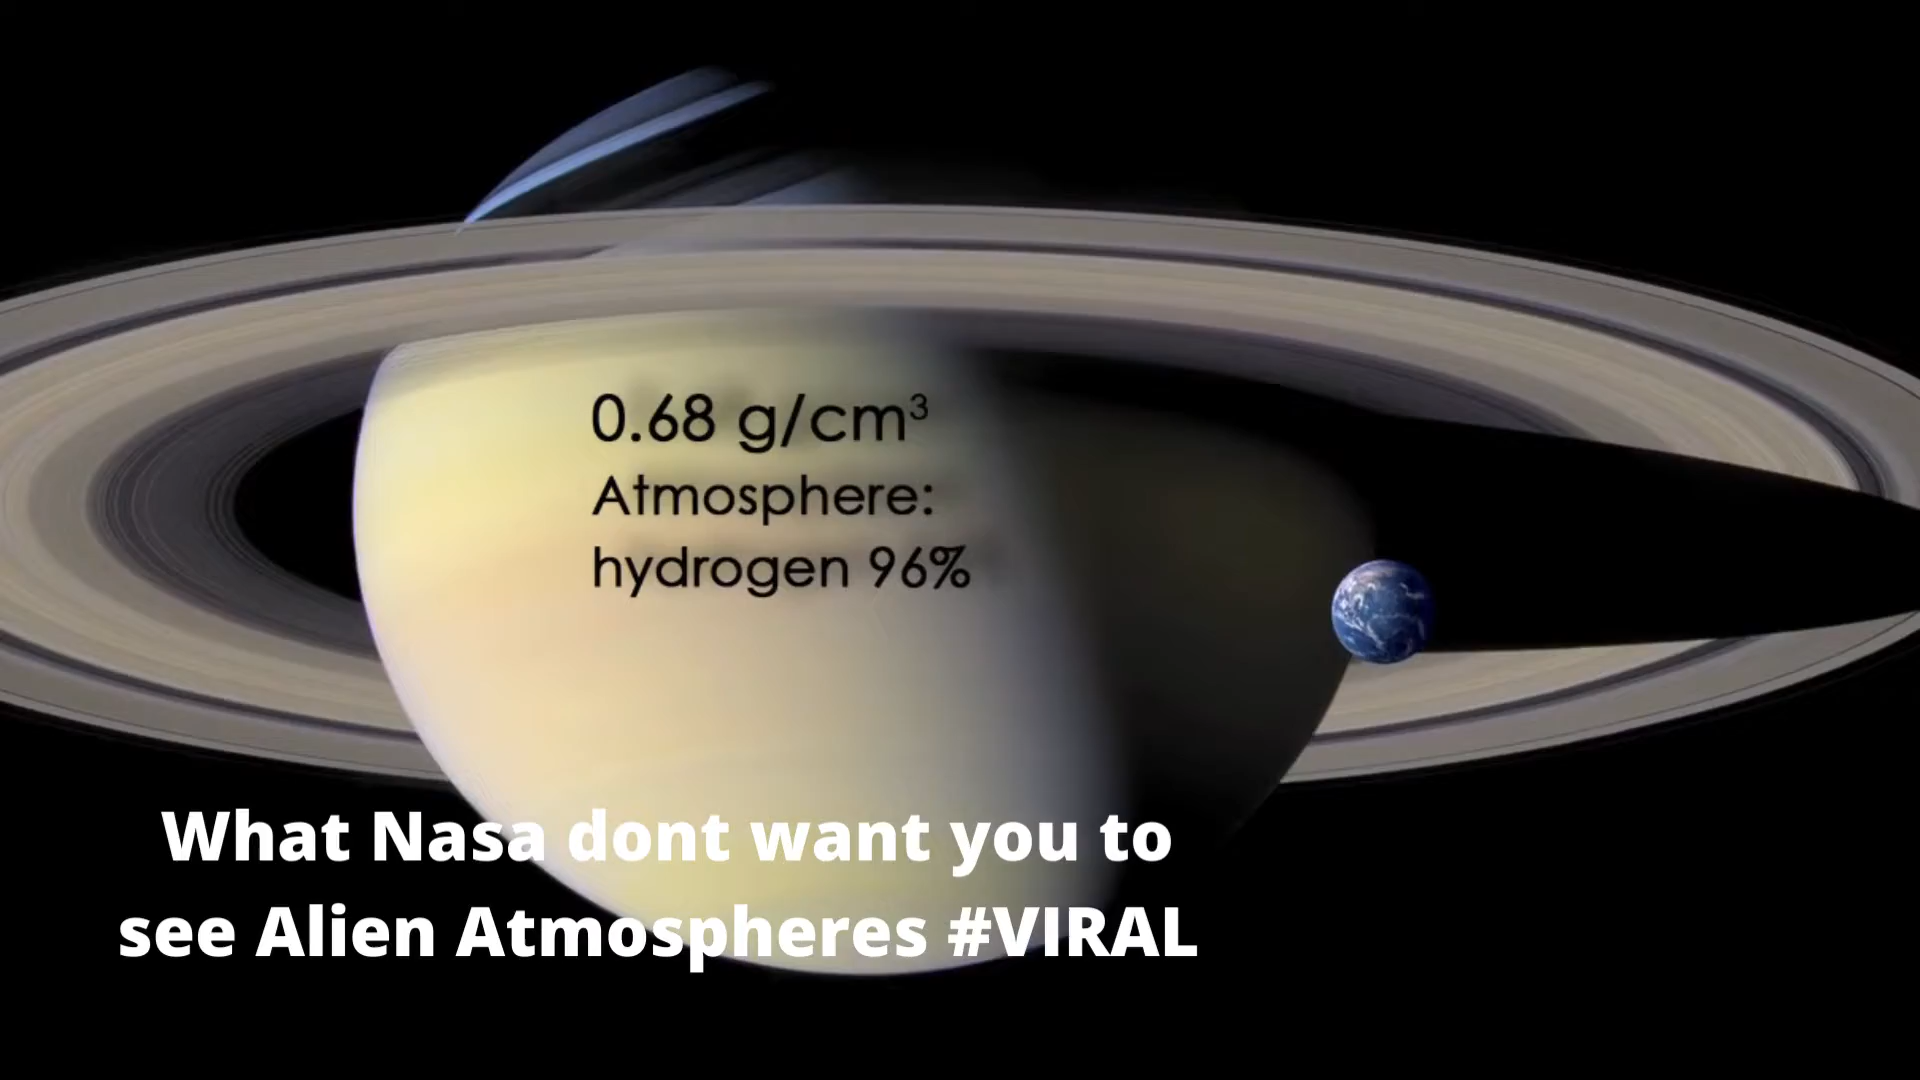 0.68 g/cm³
Atmosphere:
hydrogen 96%
What Nasa dont want you to
see Alien Atmospheres #VIRAL